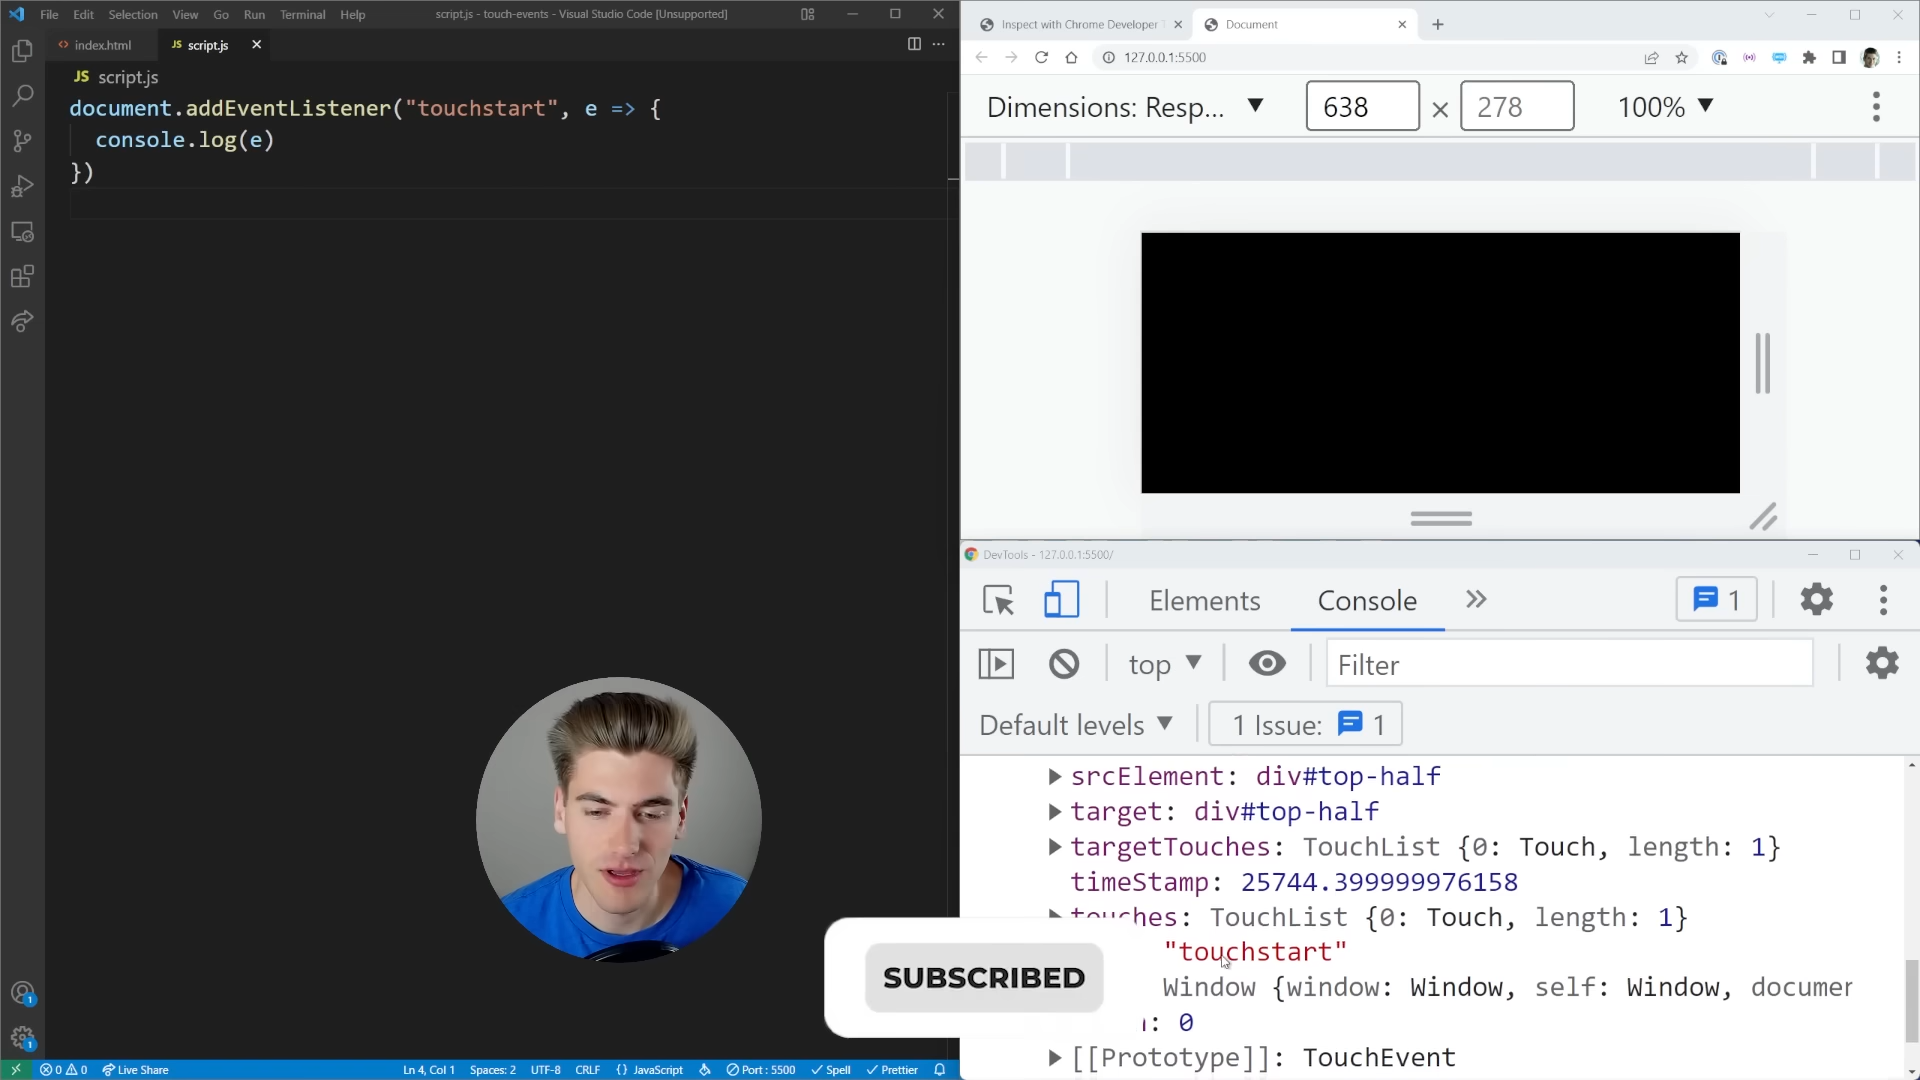 File Edit Selection View Go Run Terminal Help
script.js - touch-events - Visual Studio Code [Unsupported]
index.html
JS script.js
JS script.js
document.addEventListener("touchstart", e => {
console.log(e)
})
Inspect with Chrome Developer T
Document
127.0.0.1:5500
Dimensions: Resp...
638 × 278
100%
DevTools - 127.0.0.1:5500/
Elements
Console
1
top
Filter
Default levels
1 Issue: 1
srcElement: div#top-half
target: div#top-half
targetTouches: TouchList {0: Touch, length: 1}
timeStamp: 25744.399999976158
touches: TouchList {0: Touch, length: 1}
"touchstart"
Window {window: Window, self: Window, documen
: 0
[[Prototype]]: TouchEvent
SUBSCRIBED
1
1
0 0
Live Share
Ln 4, Col 1
Spaces: 2
UTF-8
CRLF
{} JavaScript
Port : 5500
Spell
Prettier